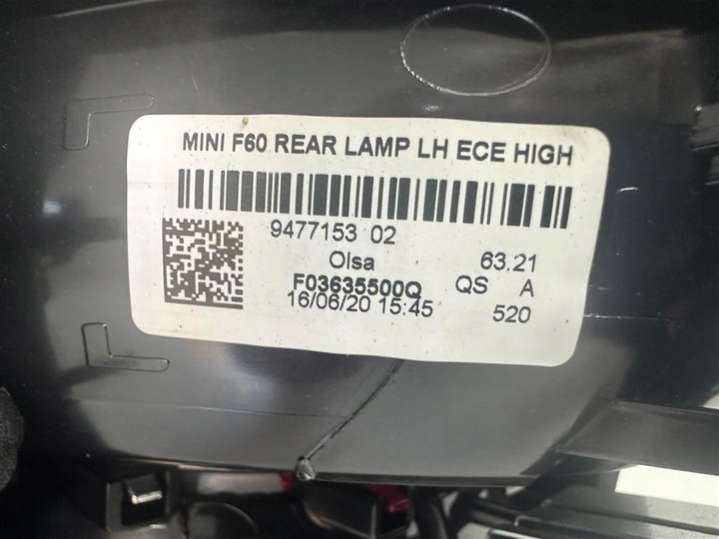 MINI F60 REAR LAMP LH ECE HIGH
9477153 02
Olsa 63.21
F03635500Q QS A
16/06/20 15:45 520